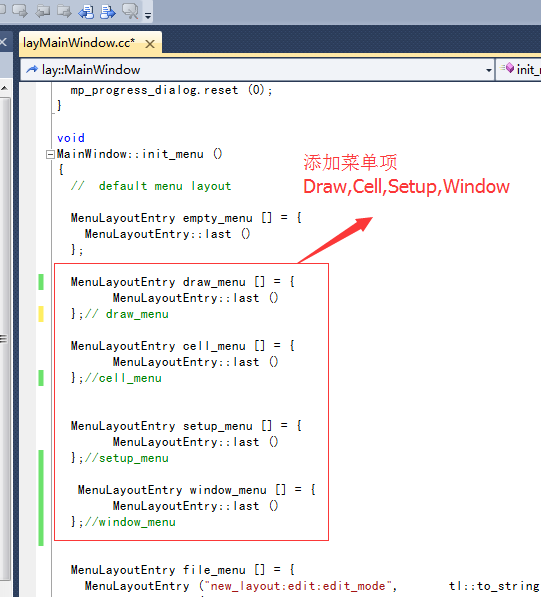 layMainWindow.cc*
lay::MainWindow
init_
mp_progress_dialog.reset (0);
}
void
MainWindow::init_menu ()
{
// default menu layout
添加菜单项
Draw,Cell,Setup,Window
MenuLayoutEntry empty_menu [] = {
MenuLayoutEntry::last ()
};
MenuLayoutEntry draw_menu [] = {
MenuLayoutEntry::last ()
};// draw_menu
MenuLayoutEntry cell_menu [] = {
MenuLayoutEntry::last ()
};//cell_menu
MenuLayoutEntry setup_menu [] = {
MenuLayoutEntry::last ()
};//setup_menu
MenuLayoutEntry window_menu [] = {
MenuLayoutEntry::last ()
};//window_menu
MenuLayoutEntry file_menu [] = {
MenuLayoutEntry ("new_layout:edit:edit_mode", tl::to_string